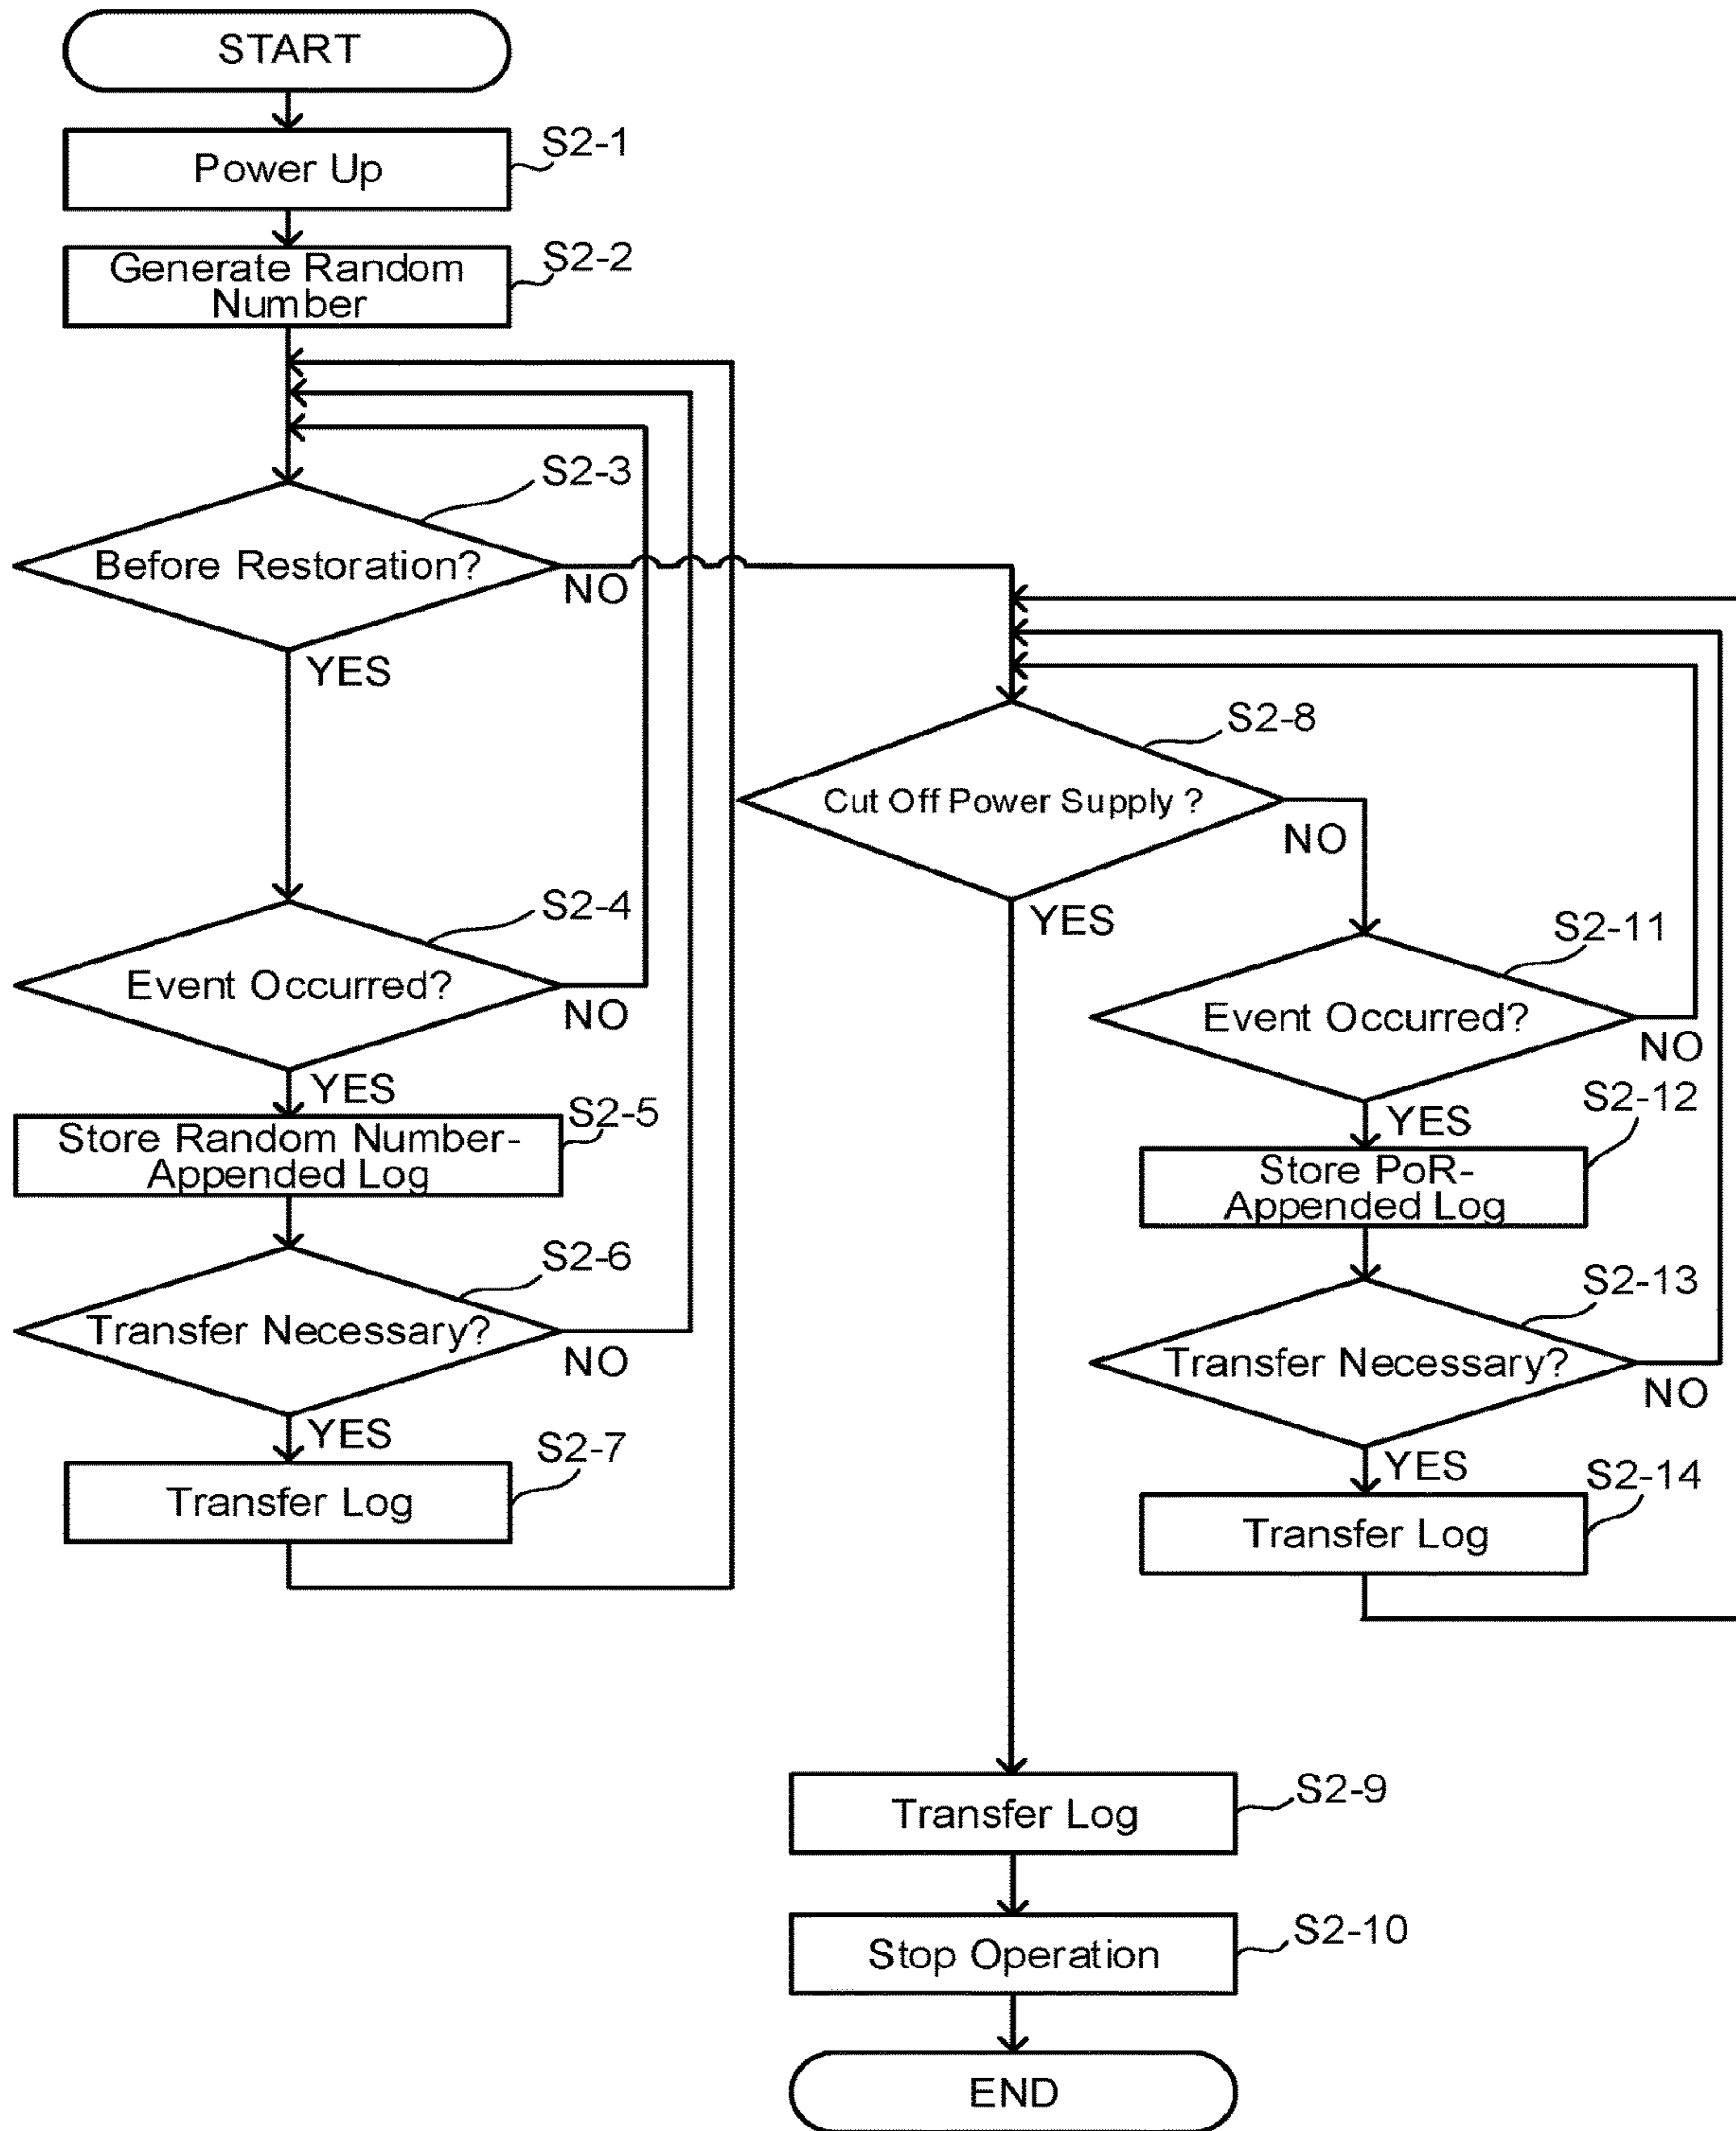 START
Power Up
S2-1
Generate Random
Number
S2-2
S2-3
Before Restoration?
NO
YES
S2-4
Event Occurred?
NO
YES
S2-5
Store Random Number-
Appended Log
S2-6
Transfer Necessary?
NO
YES
S2-7
Transfer Log
S2-8
Cut Off Power Supply ?
NO
YES
S2-11
Event Occurred?
NO
YES
S2-12
Store PoR-
Appended Log
S2-13
Transfer Necessary?
NO
YES
S2-14
Transfer Log
Transfer Log
S2-9
Stop Operation
S2-10
END